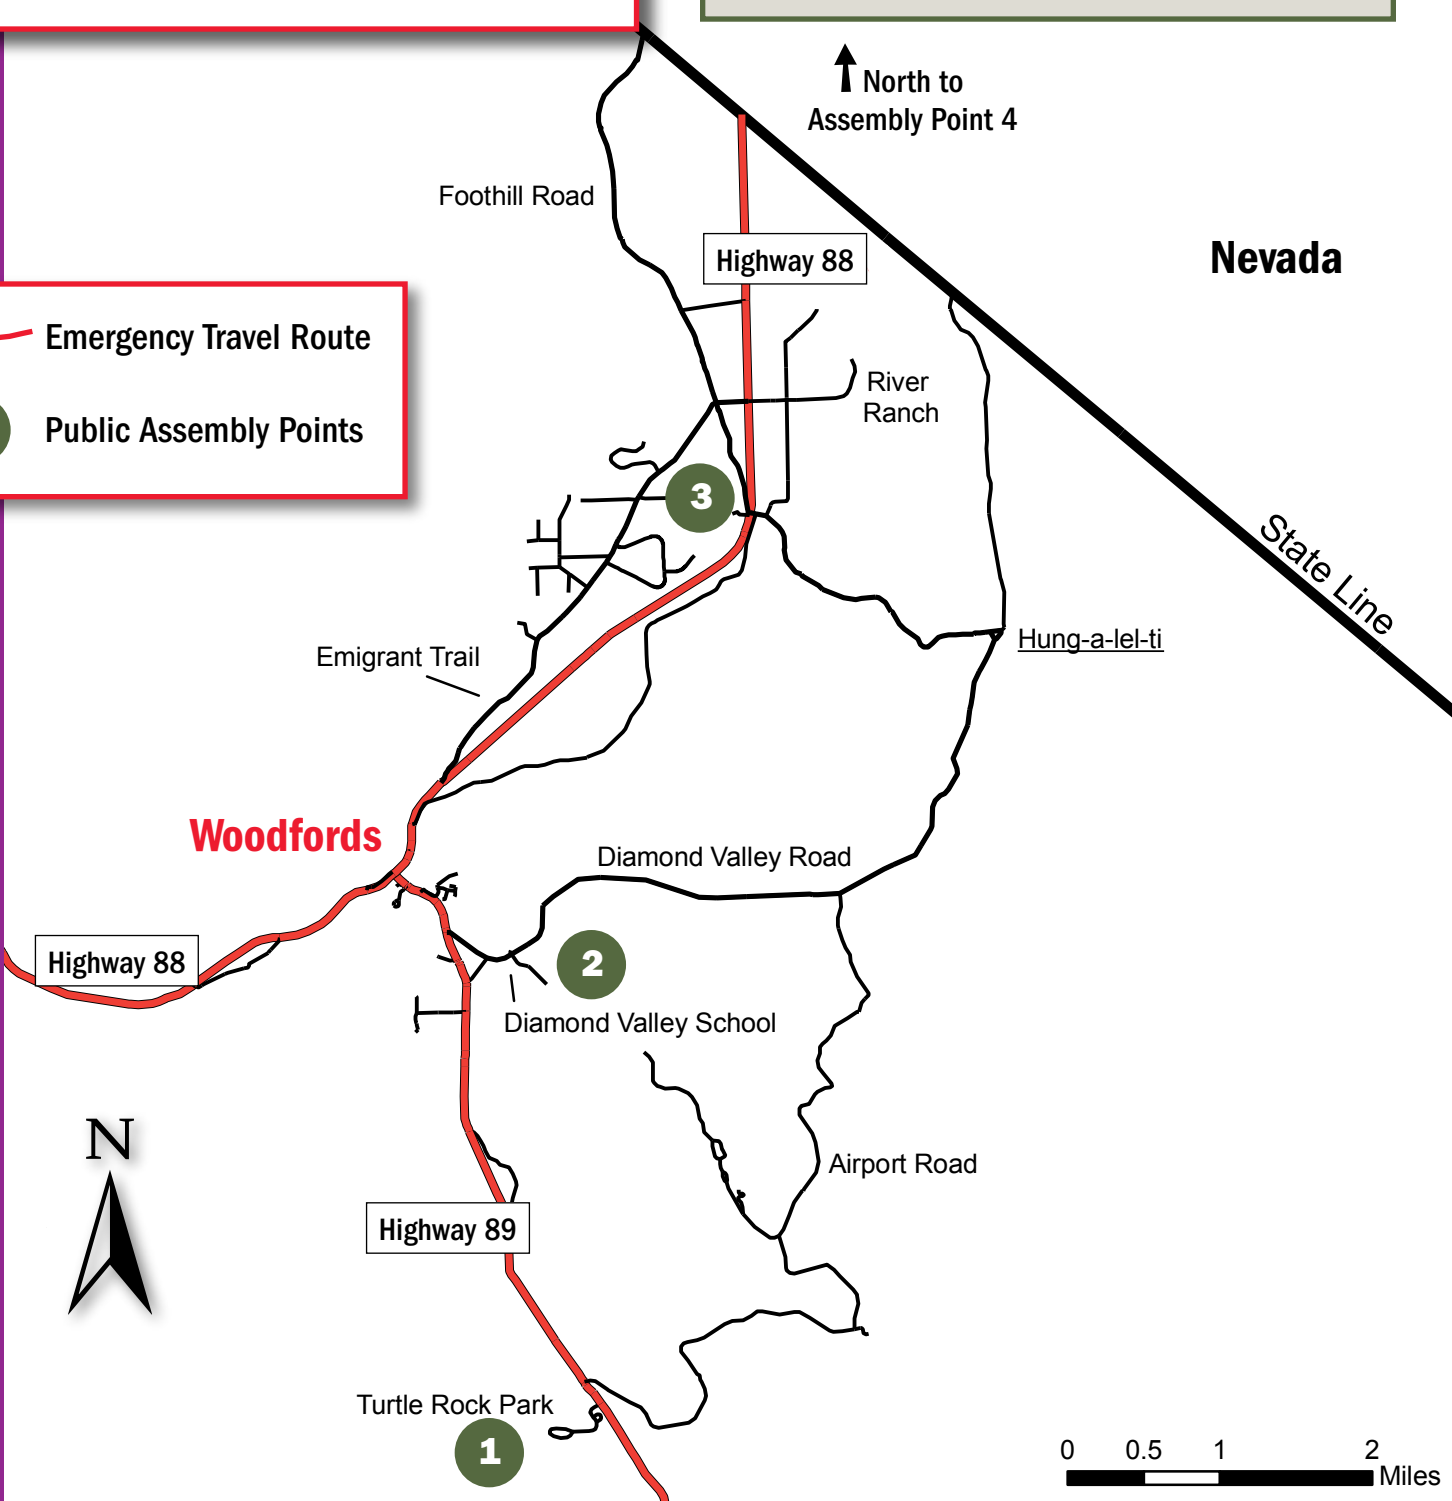 North to
Assembly Point 4
Foothill Road
Highway 88
Nevada
Emergency Travel Route
Public Assembly Points
River
Ranch
3
State Line
Hung-a-lel-ti
Emigrant Trail
Woodfords
Diamond Valley Road
Highway 88
2
Diamond Valley School
N
Airport Road
Highway 89
Turtle Rock Park
1
0 0.5 1 2
Miles